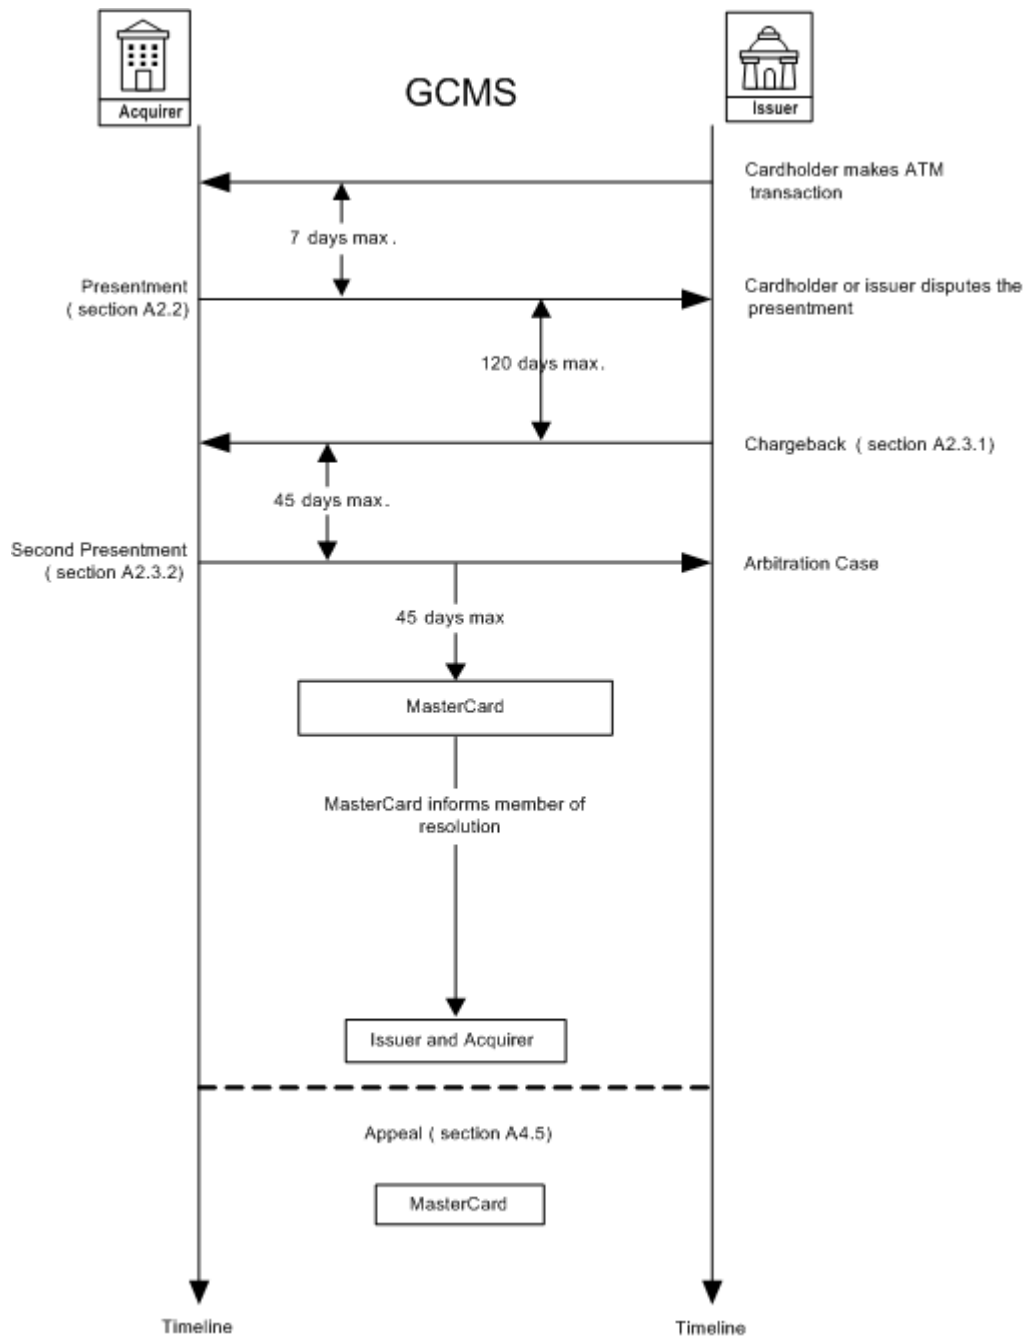 Acquirer
GCMS
Issuer
Cardholder makes ATM
transaction
7 days max .
Presentment
( section A2.2)
Cardholder or issuer disputes the
presentment
120 days max.
Chargeback ( section A2.3.1)
45 days max.
Second Presentment
( section A2.3.2)
Arbitration Case
45 days max
MasterCard
MasterCard informs member of
resolution
Issuer and Acquirer
Appeal ( section A4.5)
MasterCard
Timeline
Timeline